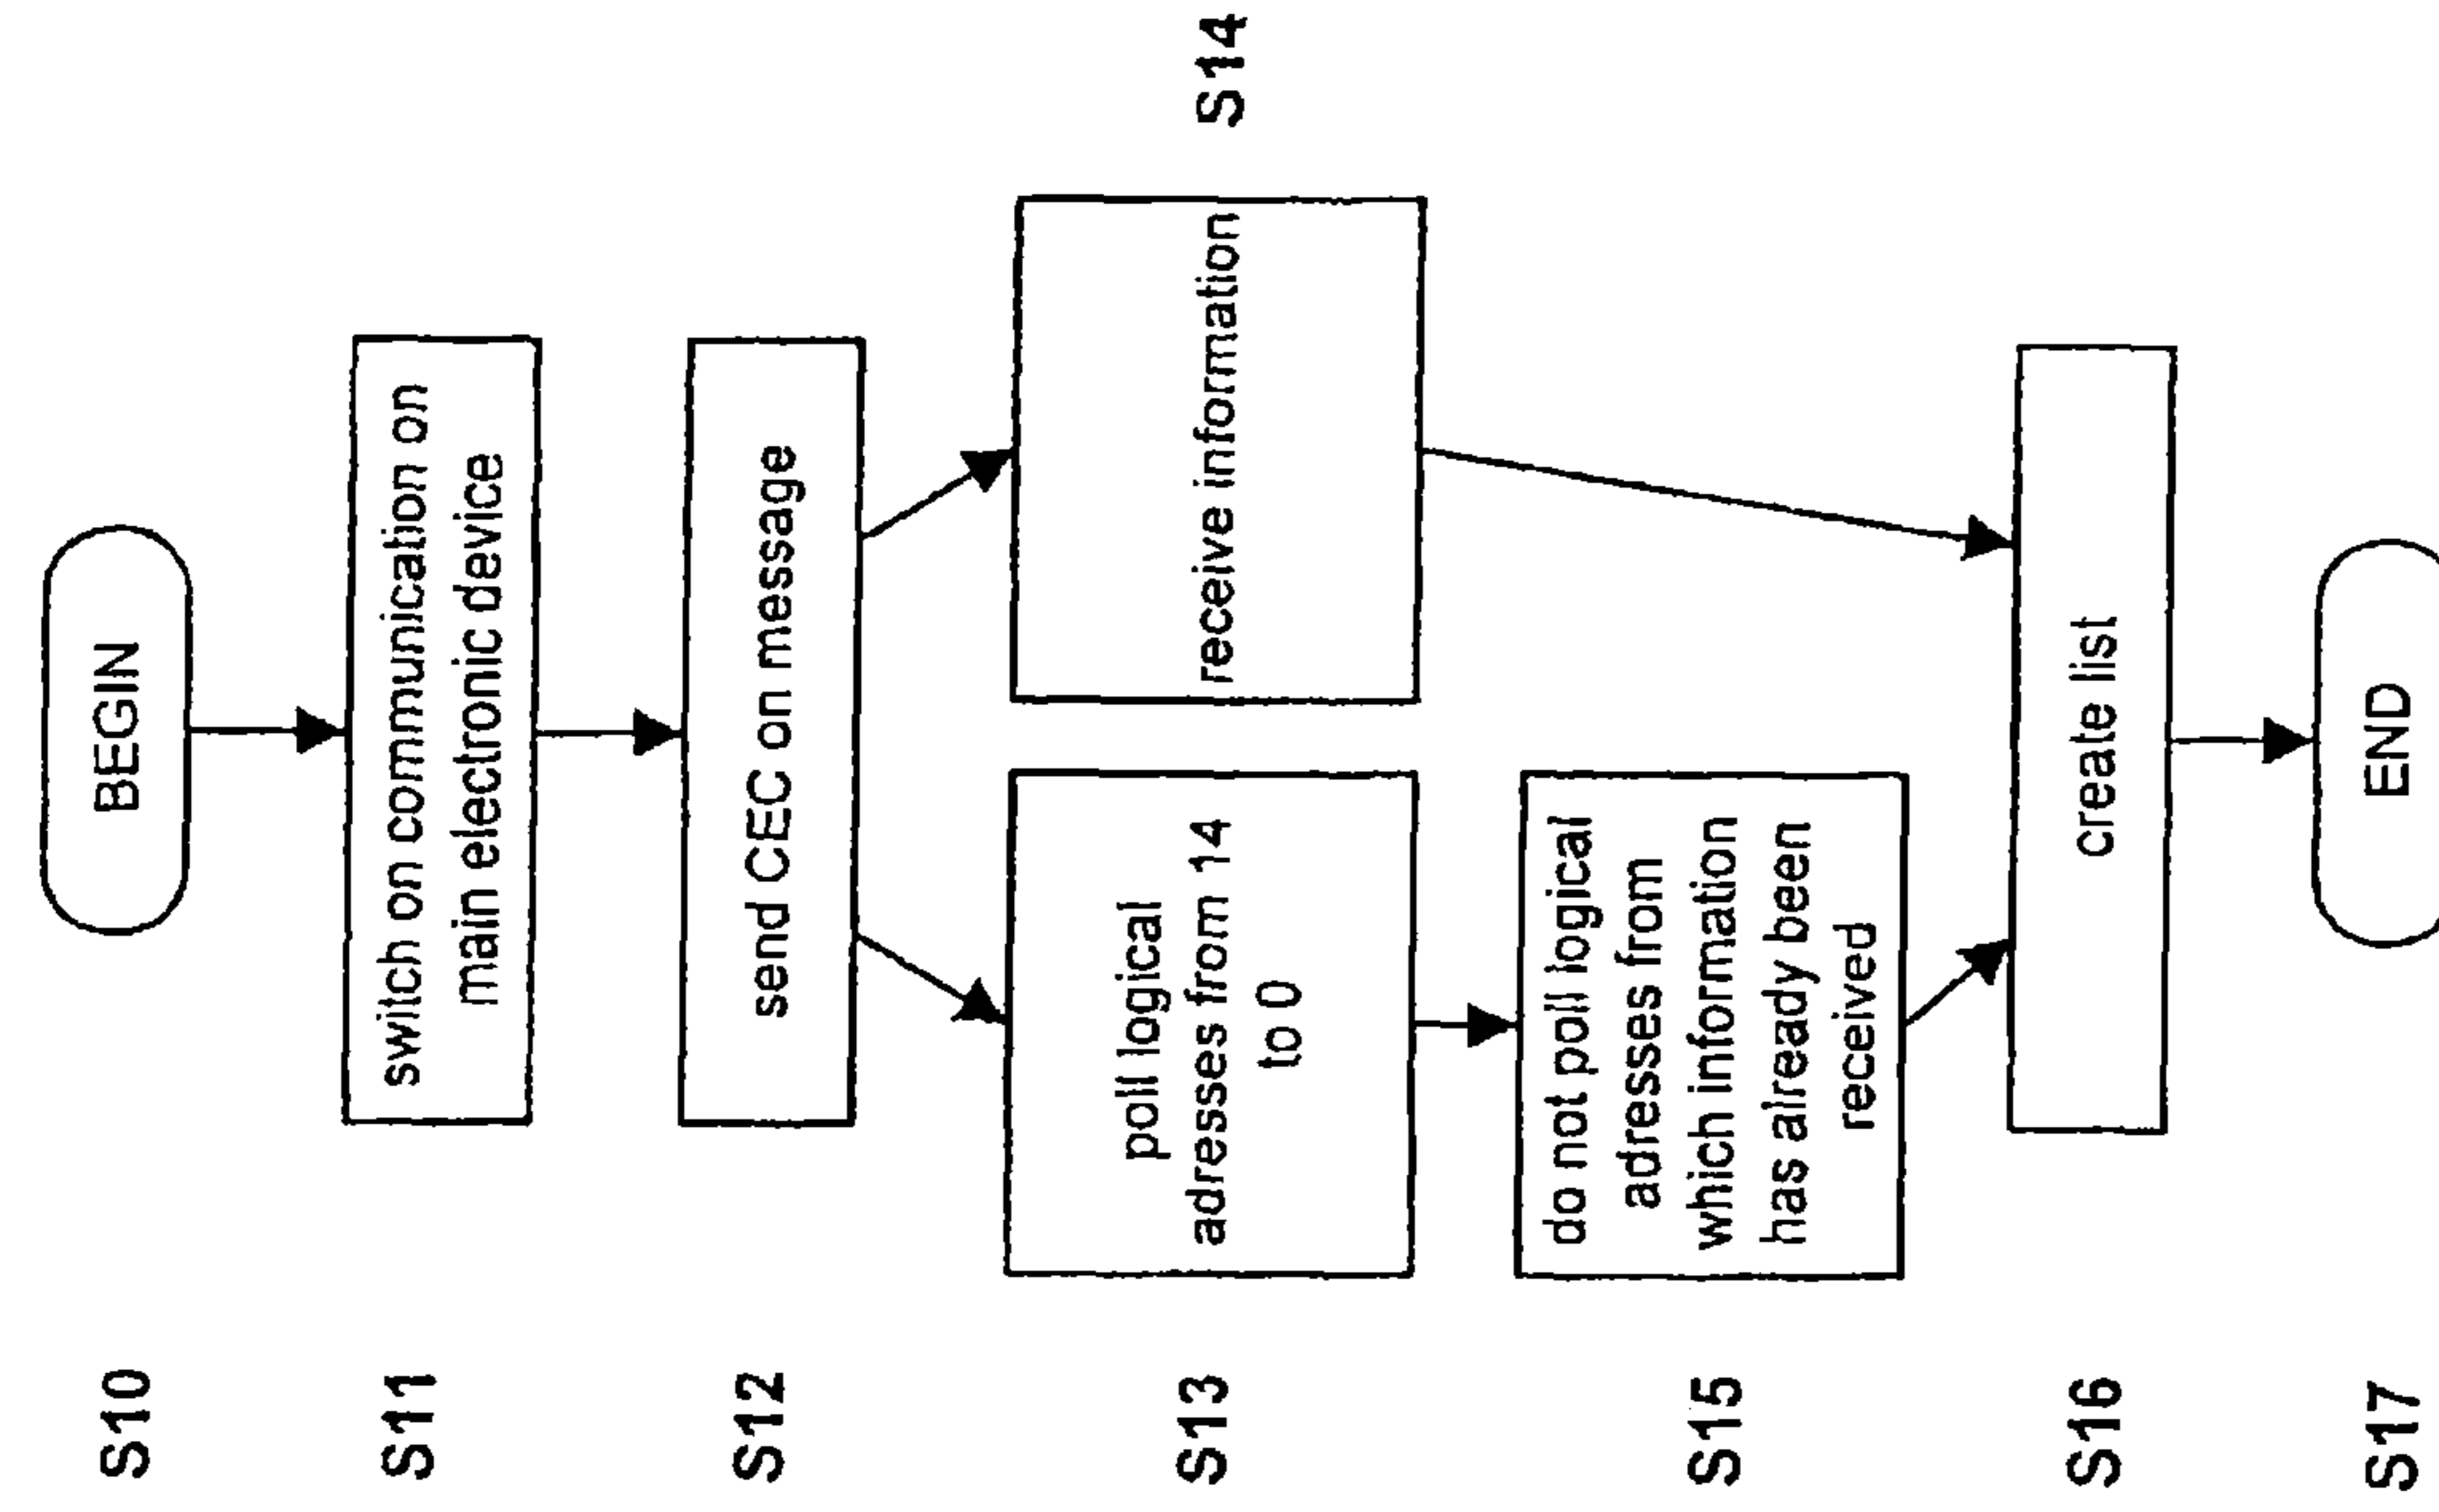 S10
BEGIN
S11
switch on communication on
main electronic device
S12
send CEC on message
S13
poll logical
adresses from 14
to 0
receive information
S14
S15
do not poll logical
adresses from
which information
has already been
received
S16
create list
S17
END